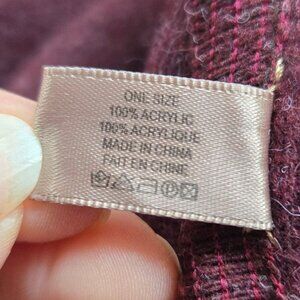 ONE SIZE
100% ACRYLIC
100% ACRYLIQUE
MADE IN CHINA
FAIT EN CHINE